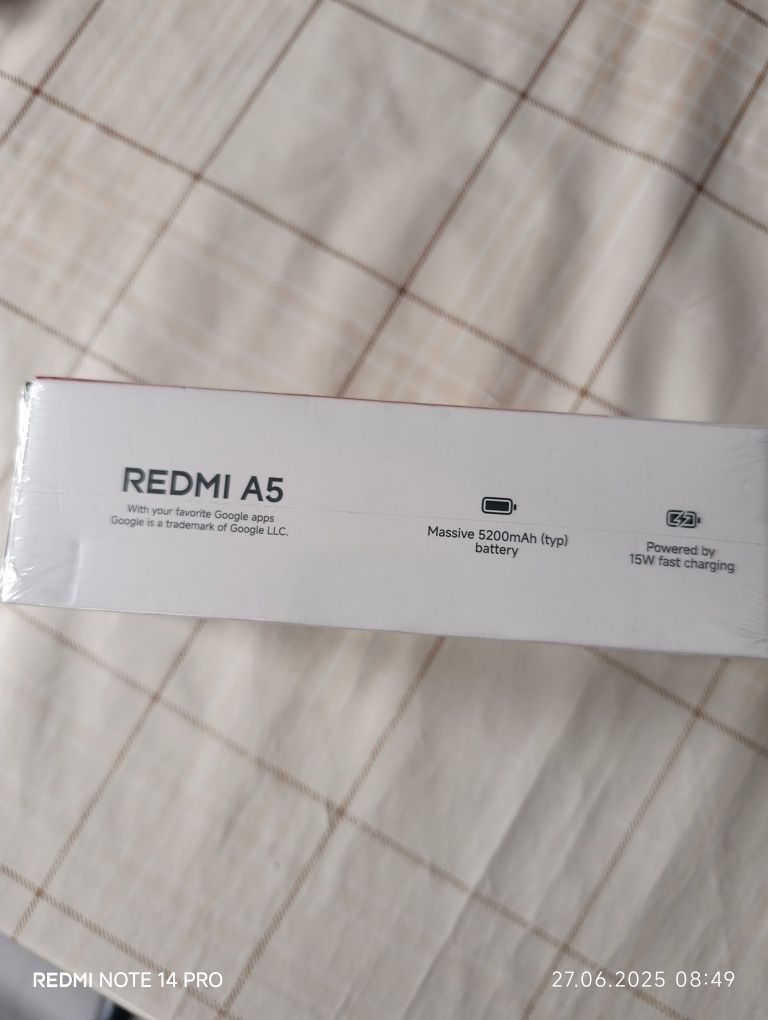 REDMI A5
With your favorite Google apps
Google is a trademark of Google LLC.
Massive 5200mAh (typ)
battery
Powered by
15W fast charging
REDMI NOTE 14 PRO
27.06.2025 08:49